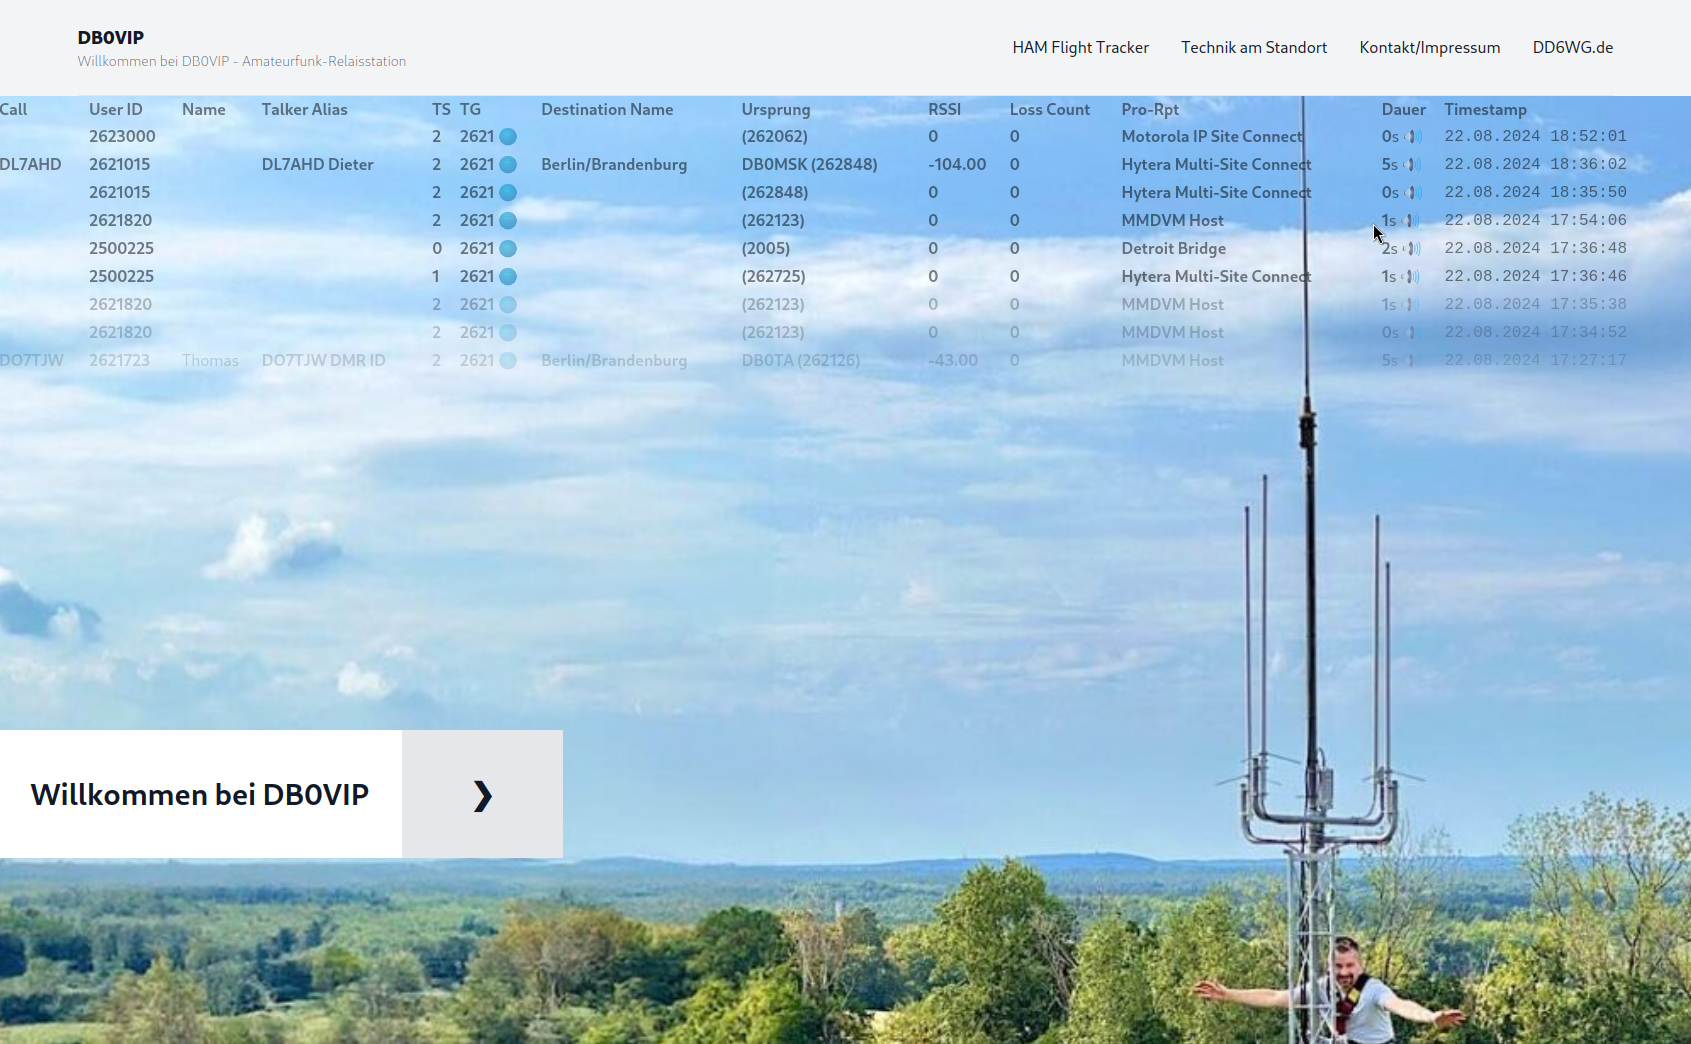 DB0VIP
Willkommen bei DB0VIP - Amateurfunk-Relaisstation
HAM Flight Tracker Technik am Standort Kontakt/Impressum DD6WG.de
Call User ID Name Talker Alias TS TG Destination Name Ursprung RSSI Loss Count Pro-Rpt Dauer Timestamp
2623000 2 2621 (262062) 0 0 Motorola IP Site Connect 0s 22.08.2024 18:52:01
DL7AHD 2621015 DL7AHD Dieter 2 2621 Berlin/Brandenburg DB0MSK (262848) -104.00 0 Hytera Multi-Site Connect 5s 22.08.2024 18:36:02
2621015 2 2621 (262848) 0 0 Hytera Multi-Site Connect 0s 22.08.2024 18:35:50
2621820 2 2621 (262123) 0 0 MMDVM Host 1s 22.08.2024 17:54:06
2500225 0 2621 (2005) 0 0 Detroit Bridge 2s 22.08.2024 17:36:48
2500225 1 2621 (262725) 0 0 Hytera Multi-Site Connect 1s 22.08.2024 17:36:46
2621820 2 2621 (262123) 0 0 MMDVM Host 1s 22.08.2024 17:35:38
2621820 2 2621 (262123) 0 0 MMDVM Host 0s 22.08.2024 17:34:52
DO7TJW 2621723 Thomas DO7TJW DMR ID 2 2621 Berlin/Brandenburg DB0TA (262126) -43.00 0 MMDVM Host 5s 22.08.2024 17:27:17
Willkommen bei DB0VIP ❯